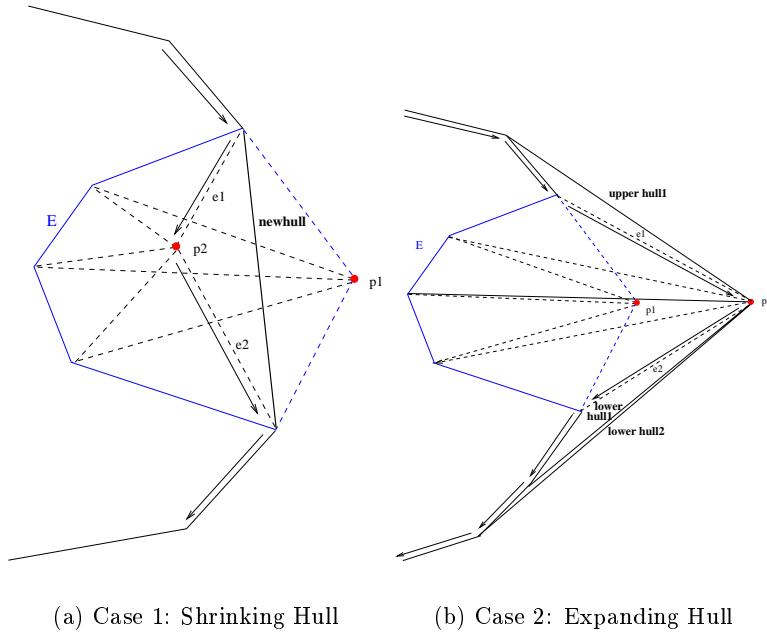 e1
E
newhull
p2
p1
e2
upper hull1
e1
E
p
p1
e2
lower
hull1
lower hull2
(a) Case 1: Shrinking Hull
(b) Case 2: Expanding Hull